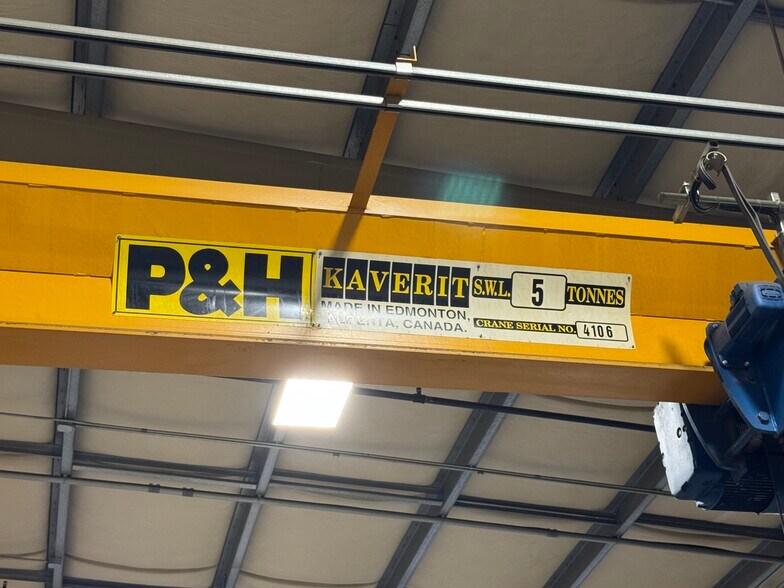 P&H
KAVERIT
MADE IN EDMONTON,
ALBERTA, CANADA.
S.W.L. 5 TONNES
CRANE SERIAL NO. 4106